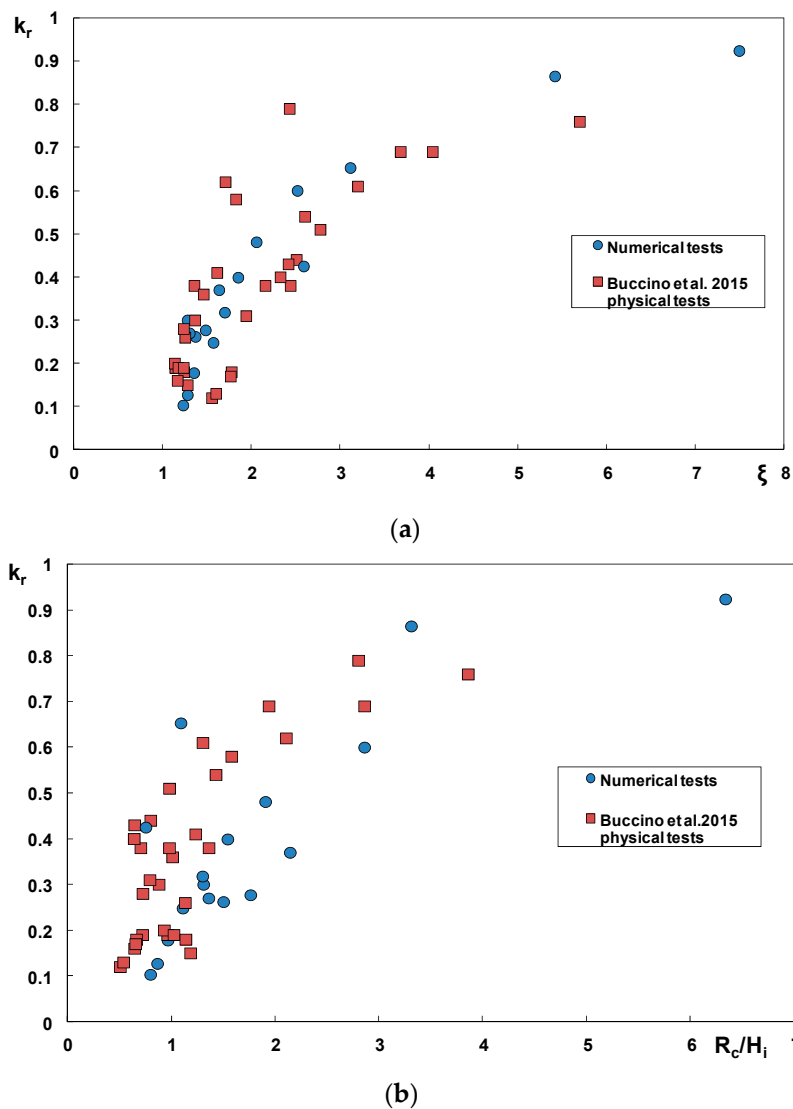 kr
1
0.9
0.8
0.7
0.6
0.5
0.4
0.3
0.2
0.1
0
Numerical tests
Buccino et al. 2015
physical tests
0 1 2 3 4 5 6 7 8
ξ
(a)
kr
1
0.9
0.8
0.7
0.6
0.5
0.4
0.3
0.2
0.1
0
Numerical tests
Buccino et al.2015
physical tests
0 1 2 3 4 5 6 7
Rc/Hi
(b)